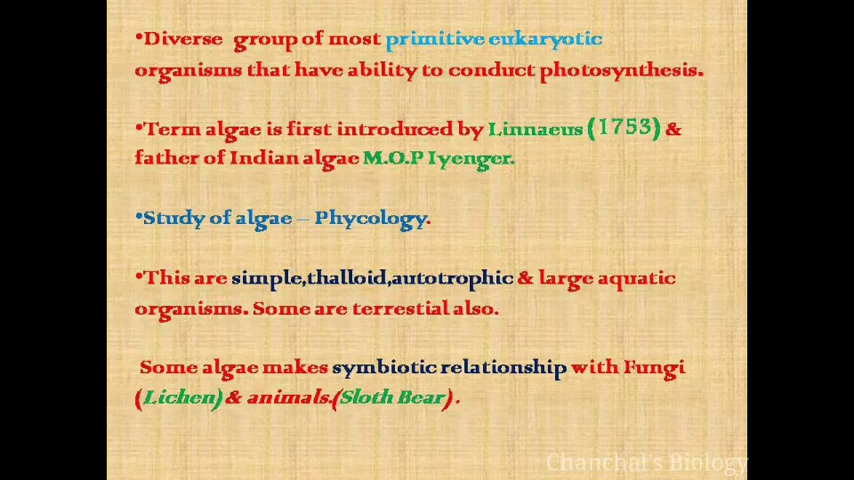 •Diverse group of most primitive eukaryotic
organisms that have ability to conduct photosynthesis.
•Term algae is first introduced by Linnaeus (1753) &
father of Indian algae M.O.P Iyenger.
•Study of algae – Phycology.
•This are simple,thalloid,autotrophic & large aquatic
organisms. Some are terrestial also.
Some algae makes symbiotic relationship with Fungi
(Lichen) & animals.(Sloth Bear) .
Chanchal's Biology